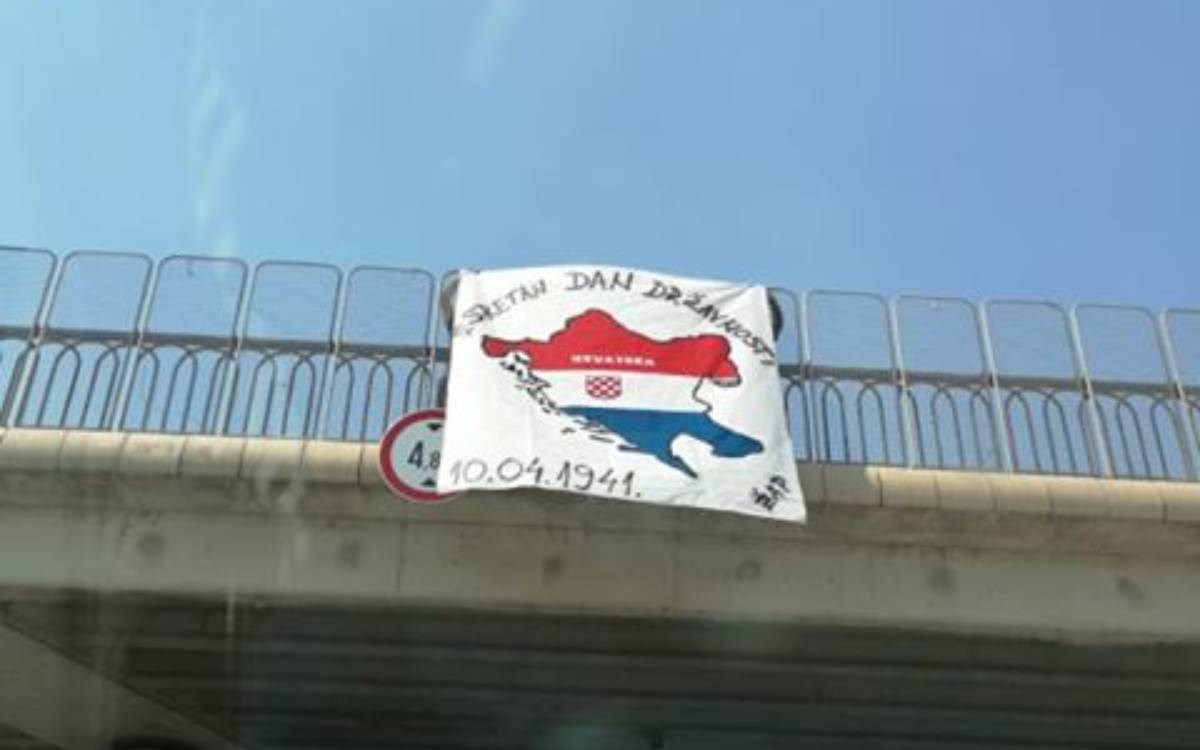 SRETAN DAN DRŽAVNOSTI
HRVATSKA
4,8
10.04.1941.